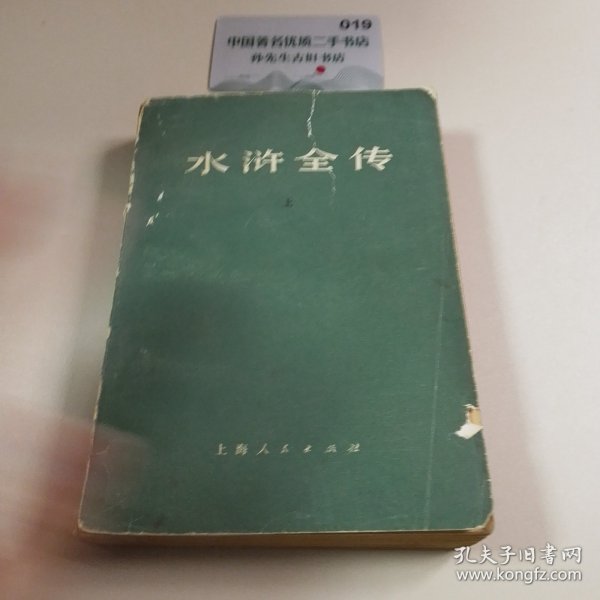 019
中国著名优质二手书店
孙先生古旧书店
水浒全传
上
上海人民出版社
孔夫子旧书网
www.kongfz.com